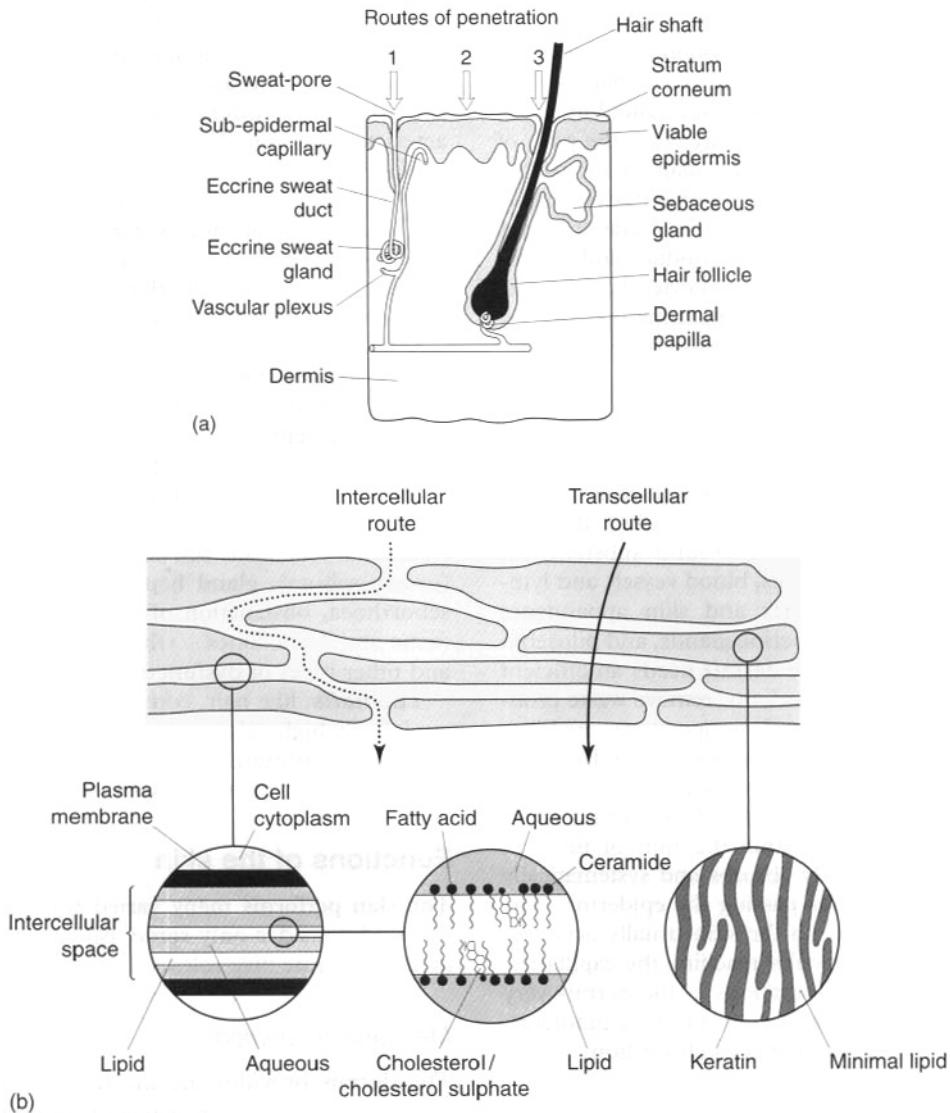 Routes of penetration
Hair shaft
1 2 3
Sweat-pore
Stratum
corneum
Sub-epidermal
capillary
Viable
epidermis
Eccrine sweat
duct
Sebaceous
gland
Eccrine sweat
gland
Hair follicle
Vascular plexus
Dermal
papilla
Dermis
(a)
Intercellular
route
Transcellular
route
Plasma
membrane
Cell
cytoplasm
Fatty acid
Aqueous
Ceramide
Intercellular
space
Lipid
Aqueous
Cholesterol/
cholesterol sulphate
Lipid
Keratin
Minimal lipid
(b)